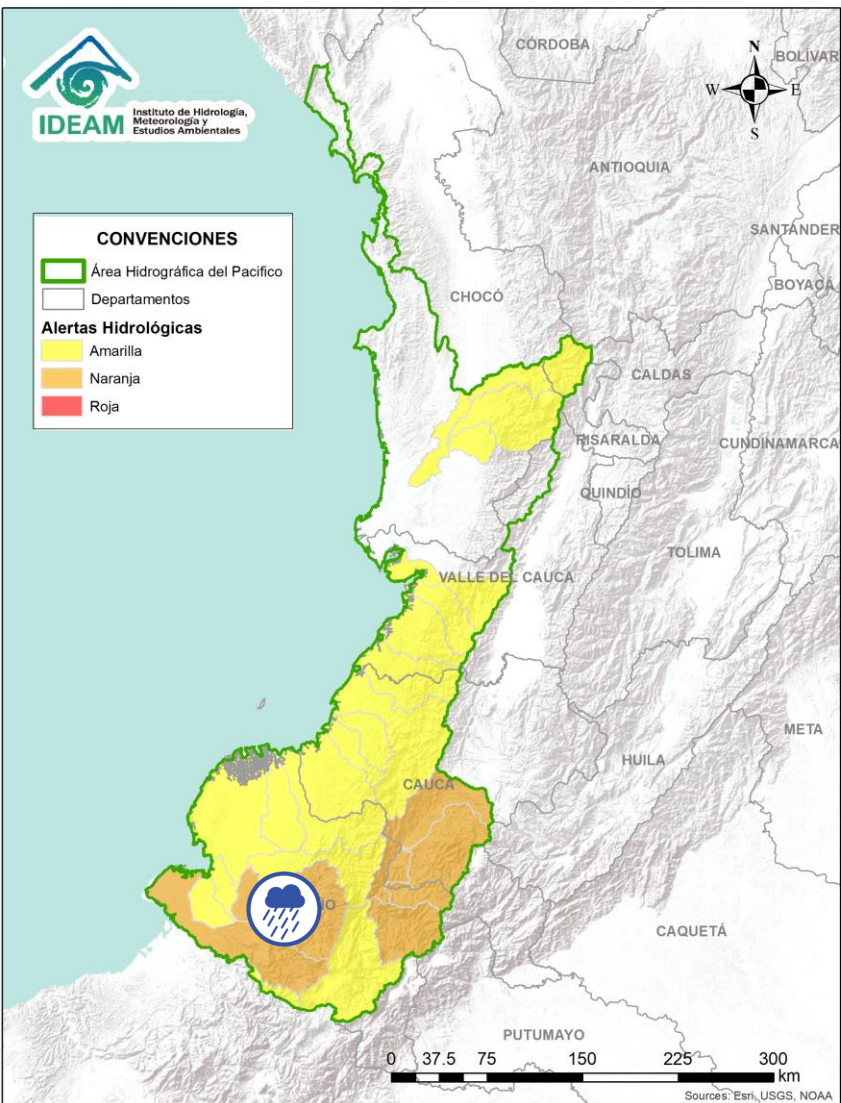 IDEAM
Instituto de Hidrología,
Meteorología y
Estudios Ambientales
CÓRDOBA
N
BOLÍVAR
W
E
S
ANTIOQUIA
CONVENCIONES
Área Hidrográfica del Pacifico
Departamentos
Alertas Hidrológicas
Amarilla
Naranja
Roja
SANTANDER
BOYACÁ
CHOCÓ
CALDAS
RISARALDA
CUNDINAMARCA
QUINDÍO
TOLIMA
VALLE DEL CAUCA
META
HUILA
CAUCA
CAQUETÁ
PUTUMAYO
0 37.5 75 150 225 300
km
Sources: Esri, USGS, NOAA